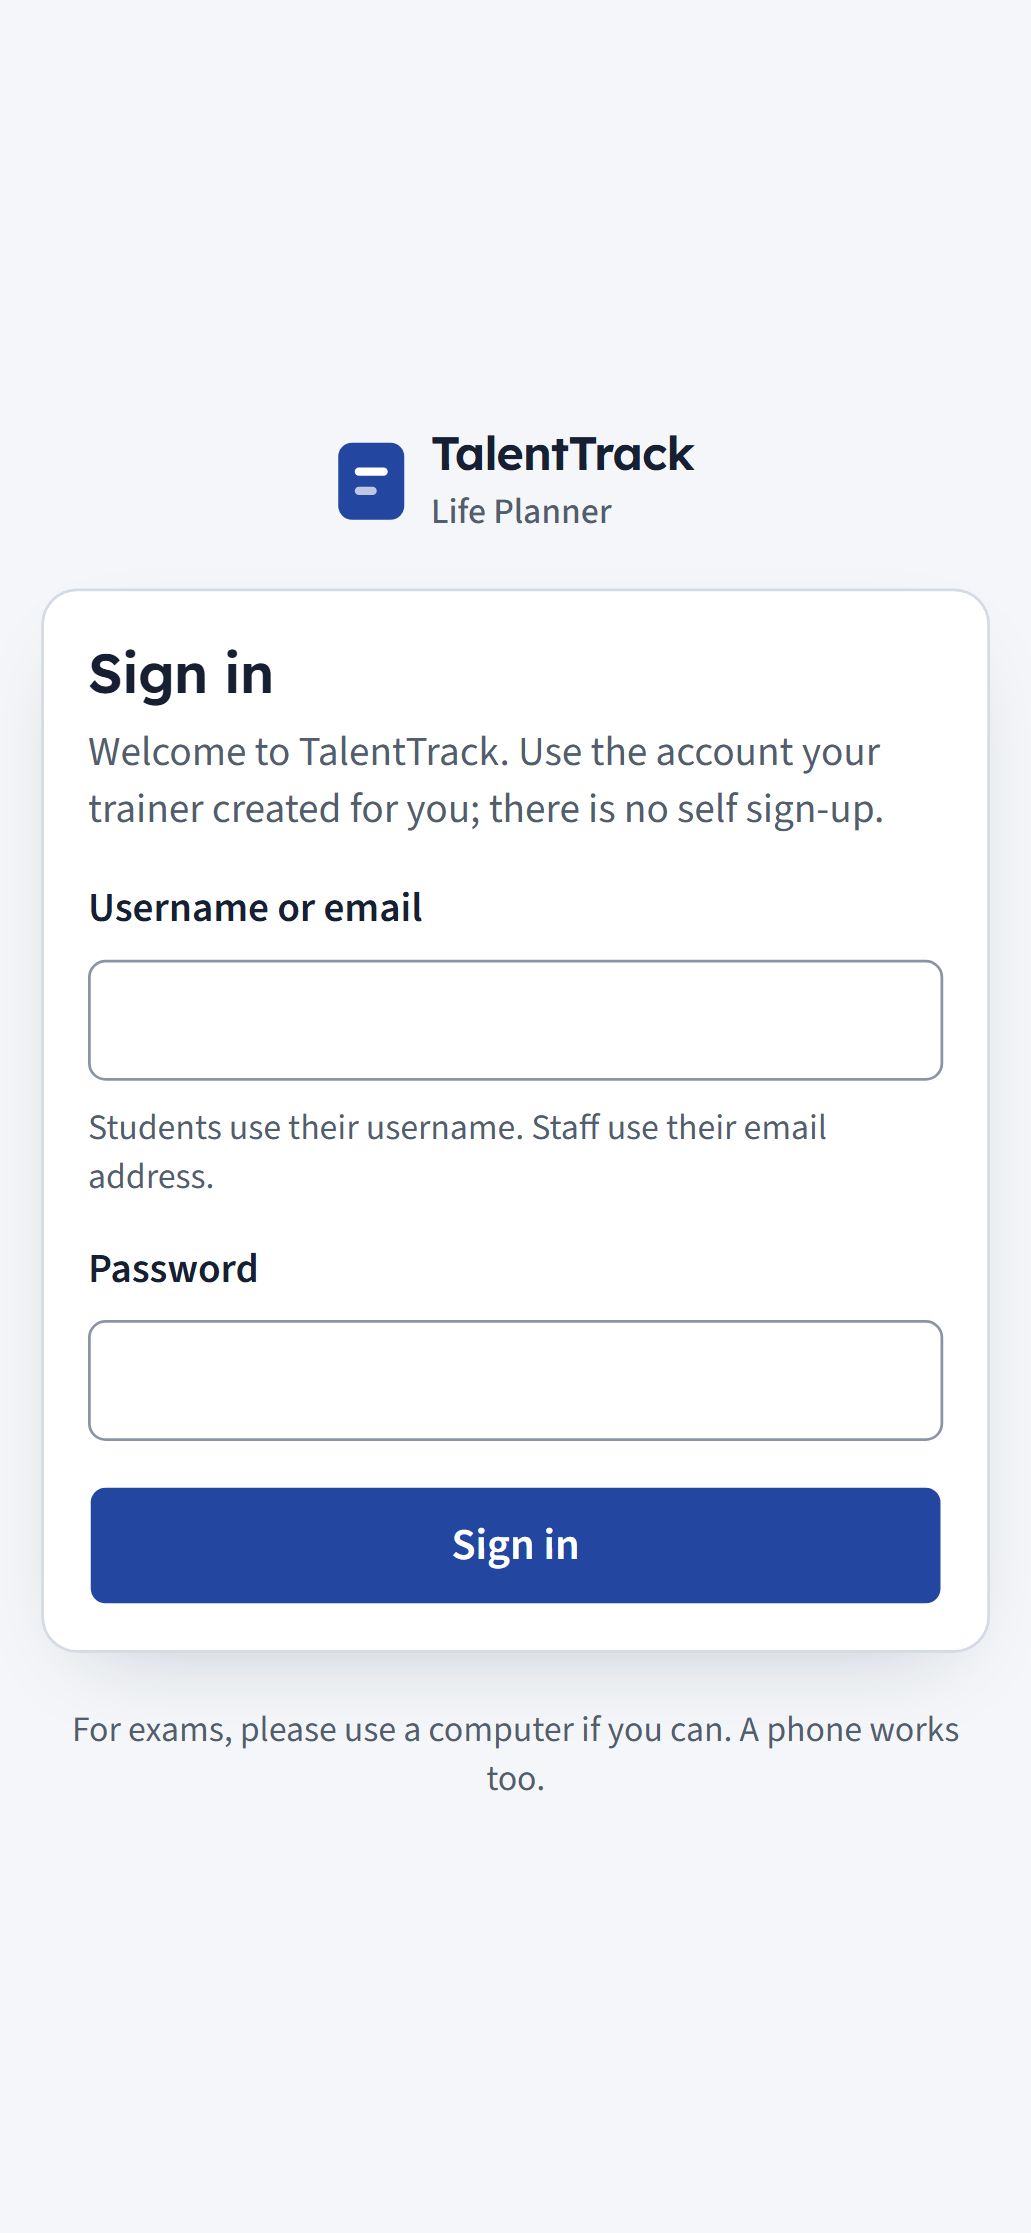 TalentTrack
Life Planner
Sign in
Welcome to TalentTrack. Use the account your
trainer created for you; there is no self sign-up.
Username or email
Students use their username. Staff use their email
address.
Password
Sign in
For exams, please use a computer if you can. A phone works
too.